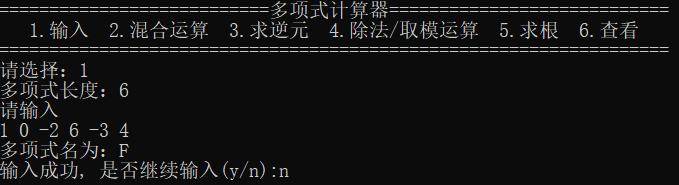 ===========================多项式计算器============================
1.输入  2.混合运算  3.求逆元  4.除法/取模运算  5.求根  6.查看
===================================================================
请选择：1
多项式长度：6
请输入
1 0 -2 6 -3 4
多项式名为：F
输入成功, 是否继续输入(y/n):n